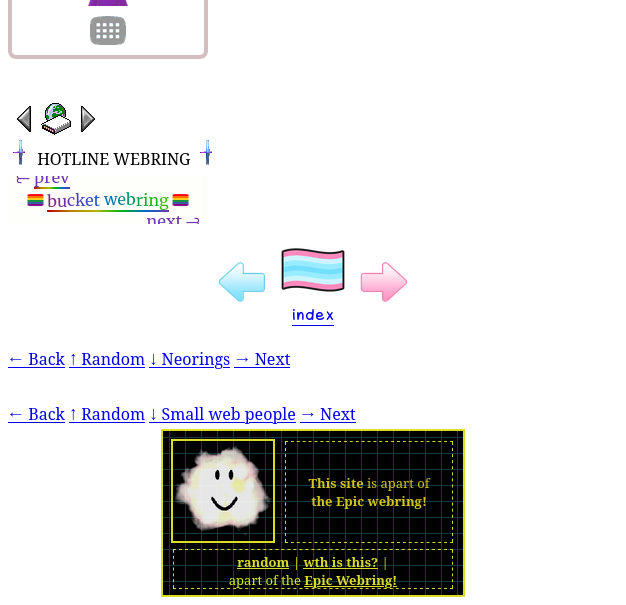 HOTLINE WEBRING
← prev
bucket webring
next →
index
← Back ↑ Random ↓ Neorings → Next
← Back ↑ Random ↓ Small web people → Next
This site is apart of
the Epic webring!
random | wth is this? |
apart of the Epic Webring!